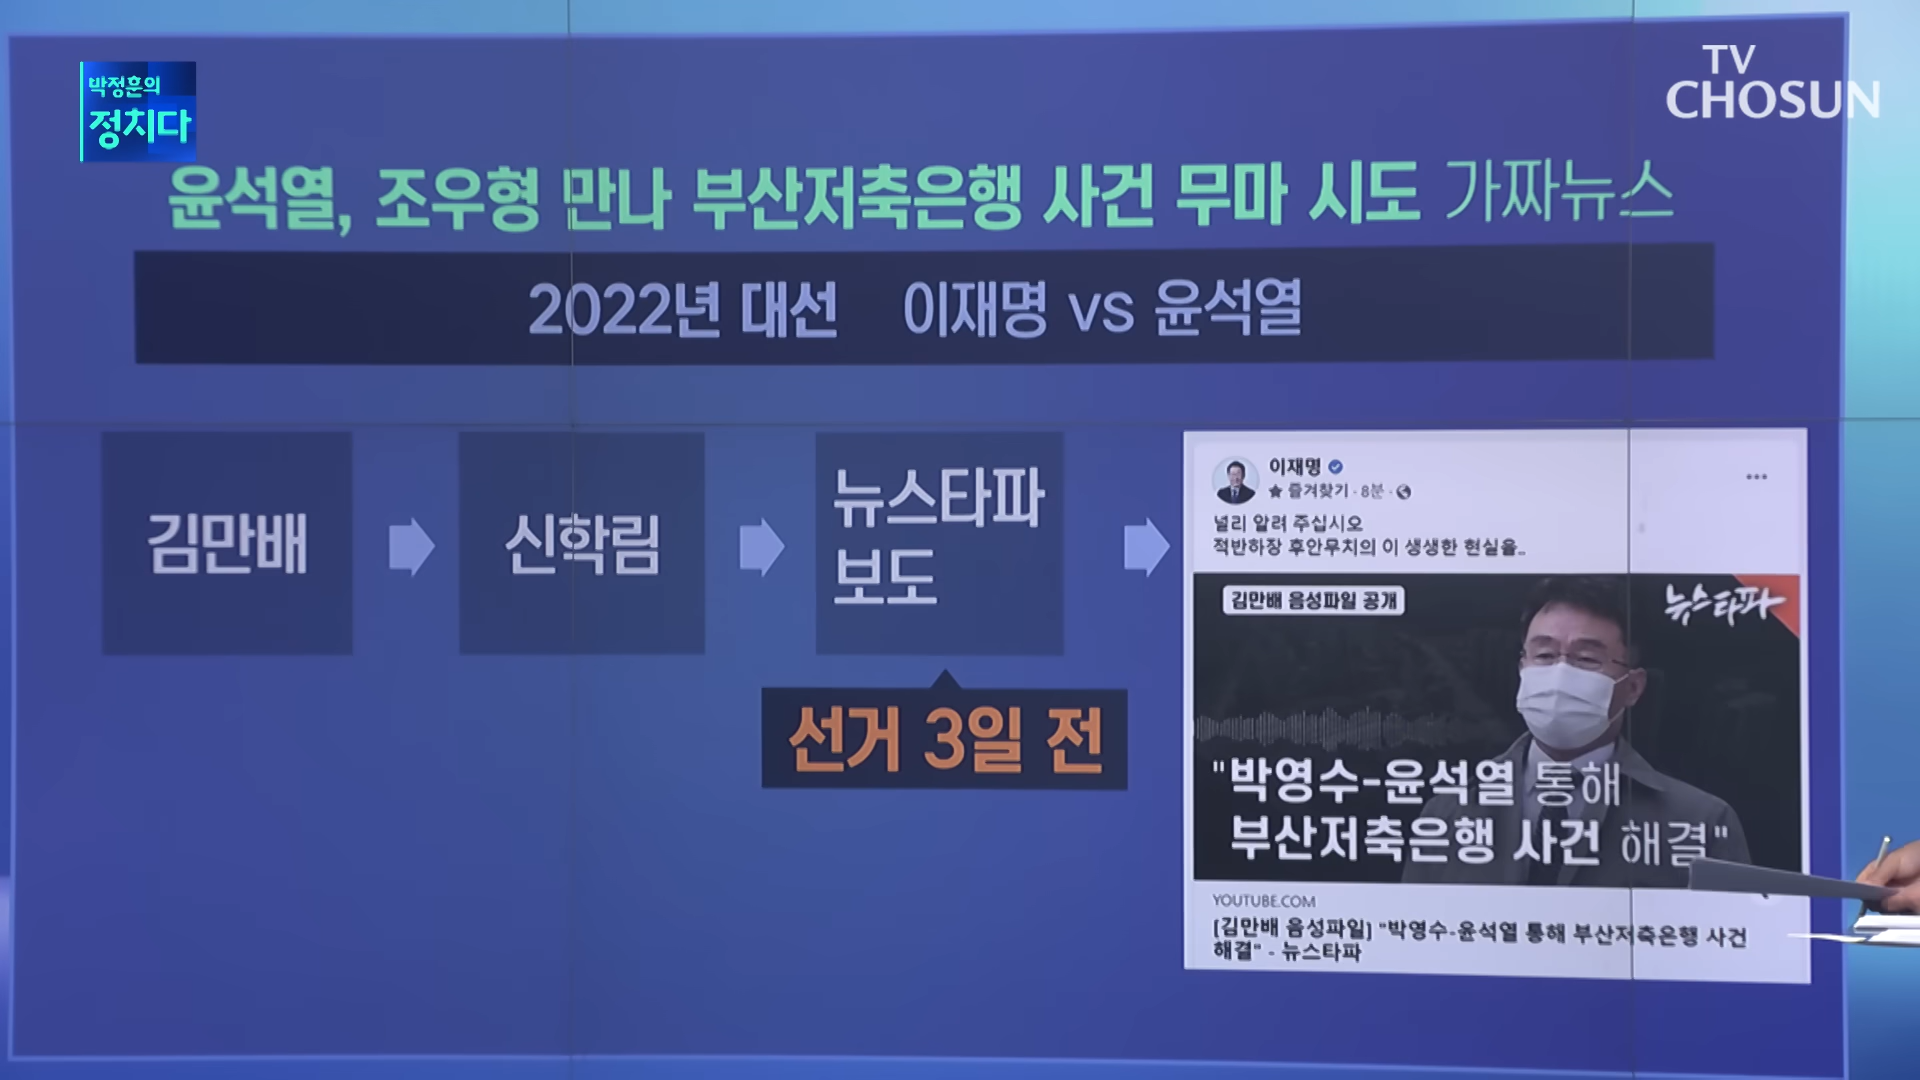 박정훈의
정치다
TV
CHOSUN
윤석열, 조우형 만나 부산저축은행 사건 무마 시도 가짜뉴스
2022년 대선 이재명 vs 윤석열
김만배
신학림
뉴스타파
보도
선거 3일 전
이재명
즐겨찾기 · 8분 ·
널리 알려 주십시오
적반하장 후안무치의 이 생생한 현실을..
김만배 음성파일 공개
뉴스타파
"박영수-윤석열 통해
부산저축은행 사건 해결"
YOUTUBE.COM
[김만배 음성파일] "박영수-윤석열 통해 부산저축은행 사건
해결" - 뉴스타파